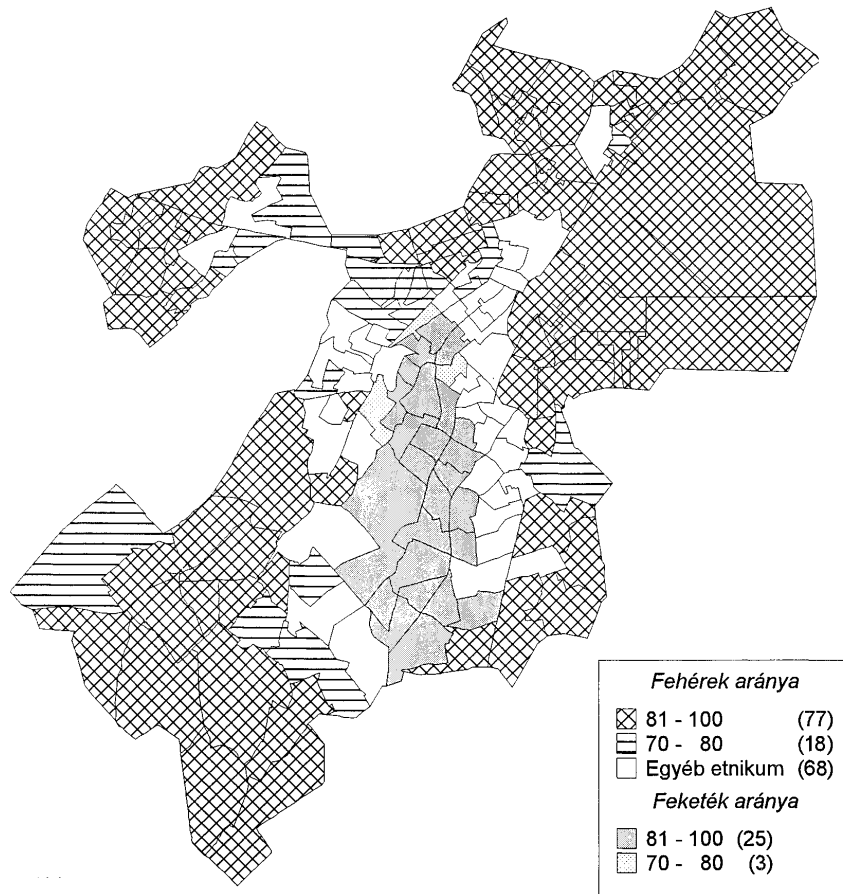 Fehérek aránya
81 - 100 (77)
70 - 80 (18)
Egyéb etnikum (68)
Feketék aránya
81 - 100 (25)
70 - 80 (3)